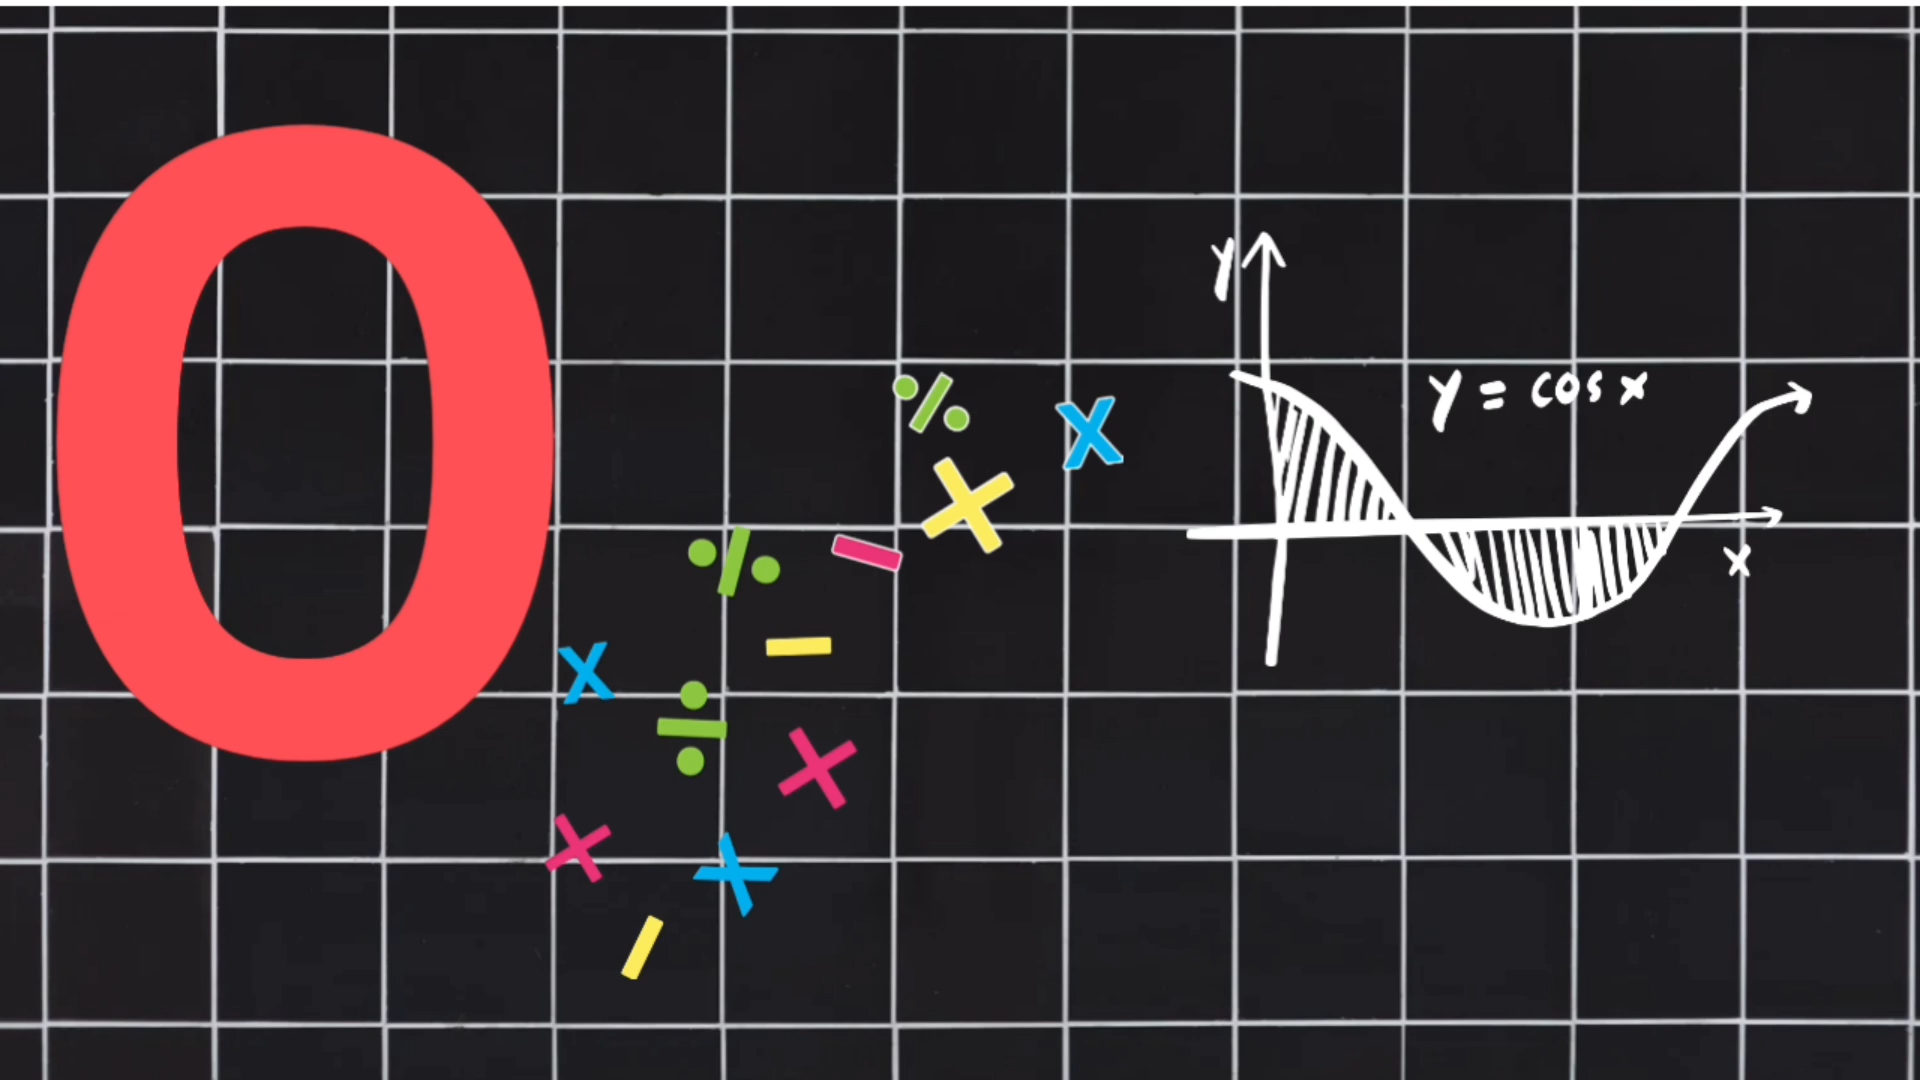 0
y
y = cos x
x